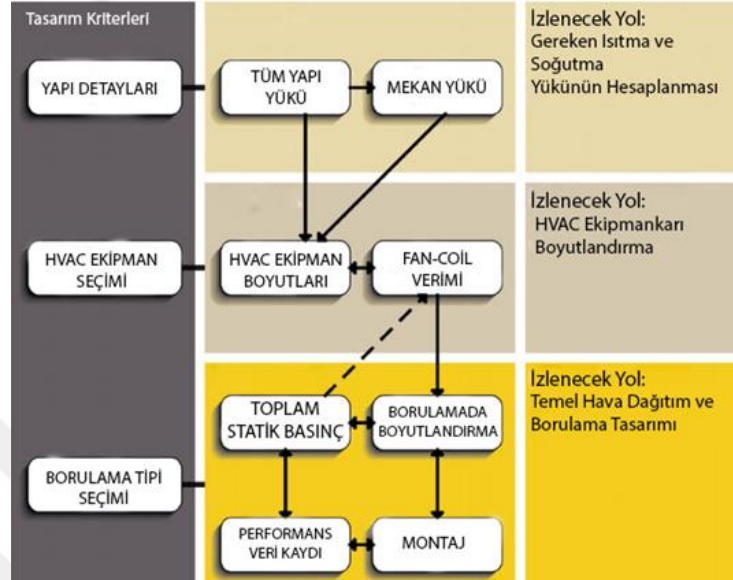 Tasarım Kriterleri
YAPI DETAYLARI
TÜM YAPI
YÜKÜ
MEKAN YÜKÜ
İzlenecek Yol:
Gereken Isıtma ve
Soğutma
Yükünün Hesaplanması
HVAC EKİPMAN
SEÇİMİ
HVAC EKİPMAN
BOYUTLARI
FAN-COİL
VERİMİ
İzlenecek Yol:
HVAC Ekipmankarı
Boyutlandırma
BORULAMA TİPİ
SEÇİMİ
TOPLAM
STATİK BASINÇ
BORULAMADA
BOYUTLANDIRMA
PERFORMANS
VERİ KAYDI
MONTAJ
İzlenecek Yol:
Temel Hava Dağıtım ve
Borulama Tasarımı